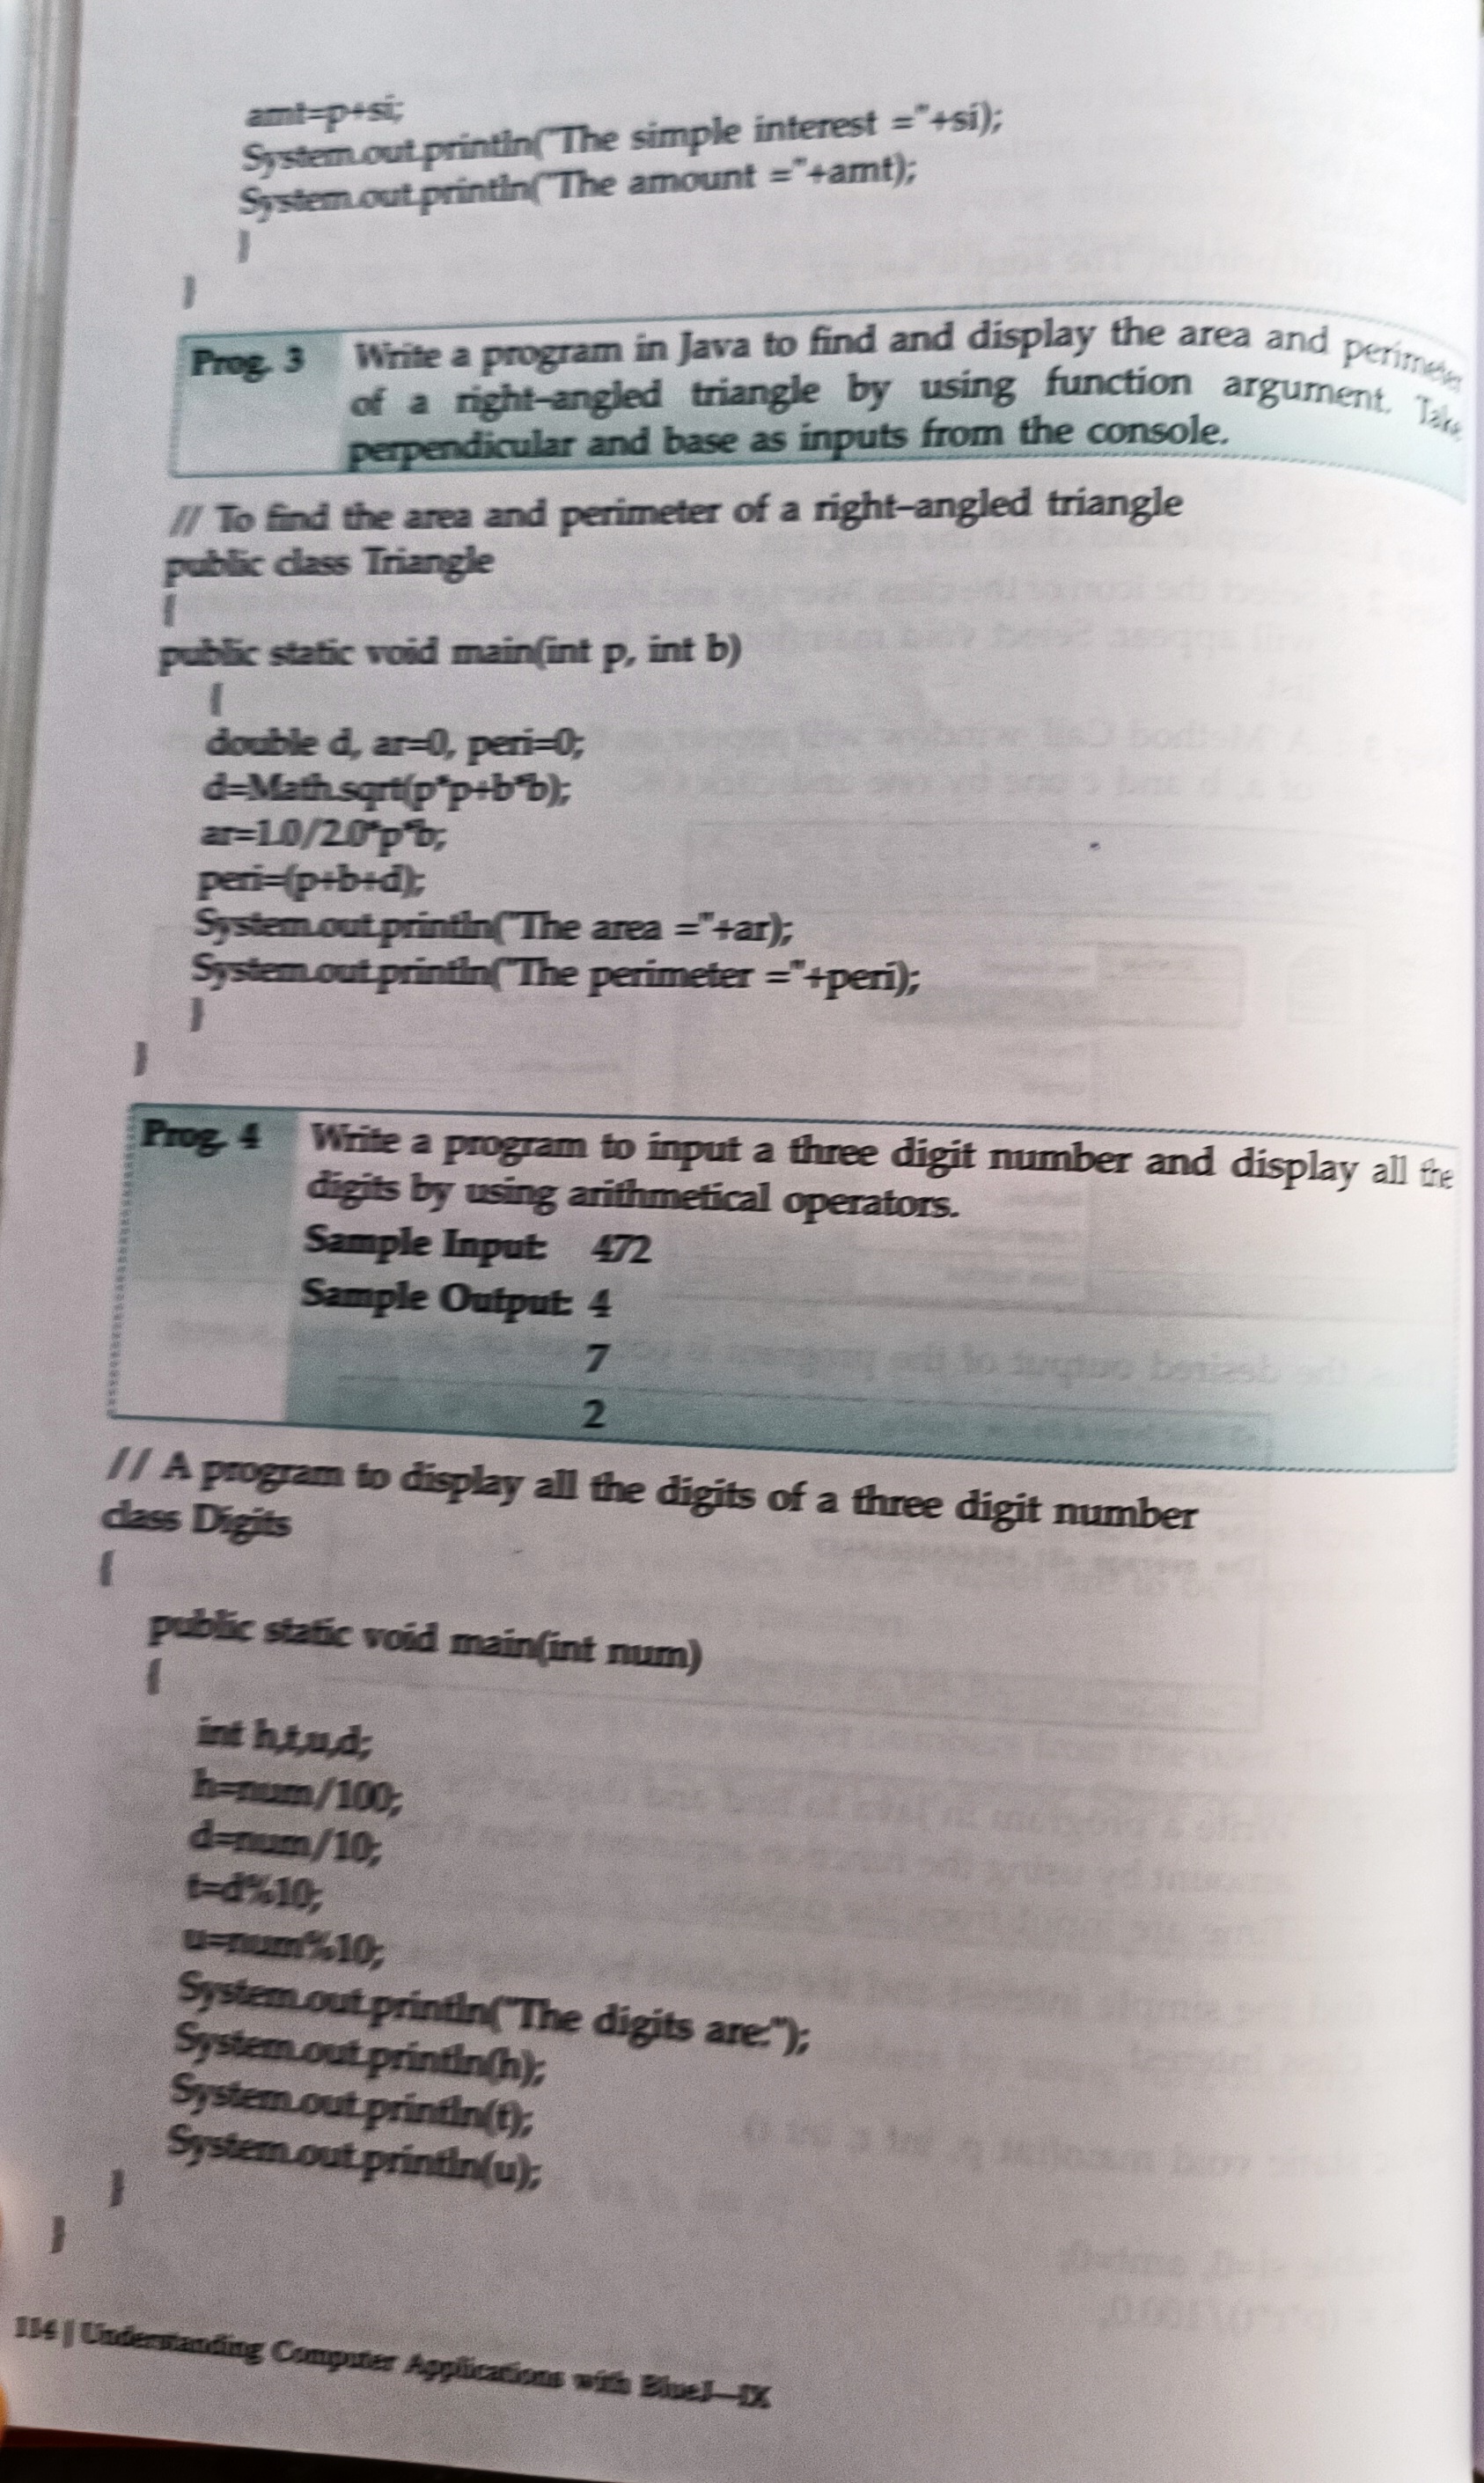 amt=p+si;
System.out.println("The simple interest ="+si);
System.out.println("The amount ="+amt);
}
}
Prog. 3 Write a program in Java to find and display the area and perimeter
of a right-angled triangle by using function argument. Take
perpendicular and base as inputs from the console.
// To find the area and perimeter of a right-angled triangle
public class Triangle
{
public static void main(int p, int b)
{
double d, ar=0, peri=0;
d=Math.sqrt(p*p+b*b);
ar=1.0/2.0*p*b;
peri=(p+b+d);
System.out.println("The area ="+ar);
System.out.println("The perimeter ="+peri);
}
}
Prog. 4 Write a program to input a three digit number and display all the
digits by using arithmetical operators.
Sample Input: 472
Sample Output: 4
7
2
// A program to display all the digits of a three digit number
class Digits
{
public static void main(int num)
{
int h,t,u,d;
h=num/100;
d=num/10;
t=d%10;
u=num%10;
System.out.println("The digits are:");
System.out.println(h);
System.out.println(t);
System.out.println(u);
}
}
114 | Understanding Computer Applications with BlueJ—IX